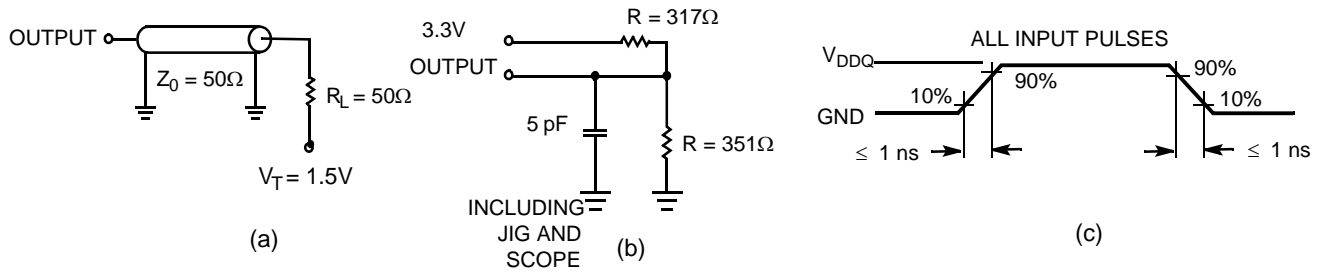 OUTPUT
Z0 = 50Ω
RL = 50Ω
VT = 1.5V
(a)
R = 317Ω
3.3V
OUTPUT
5 pF
R = 351Ω
INCLUDING
JIG AND
SCOPE
(b)
ALL INPUT PULSES
VDDQ
GND
10%
90%
90%
10%
≤ 1 ns
≤ 1 ns
(c)